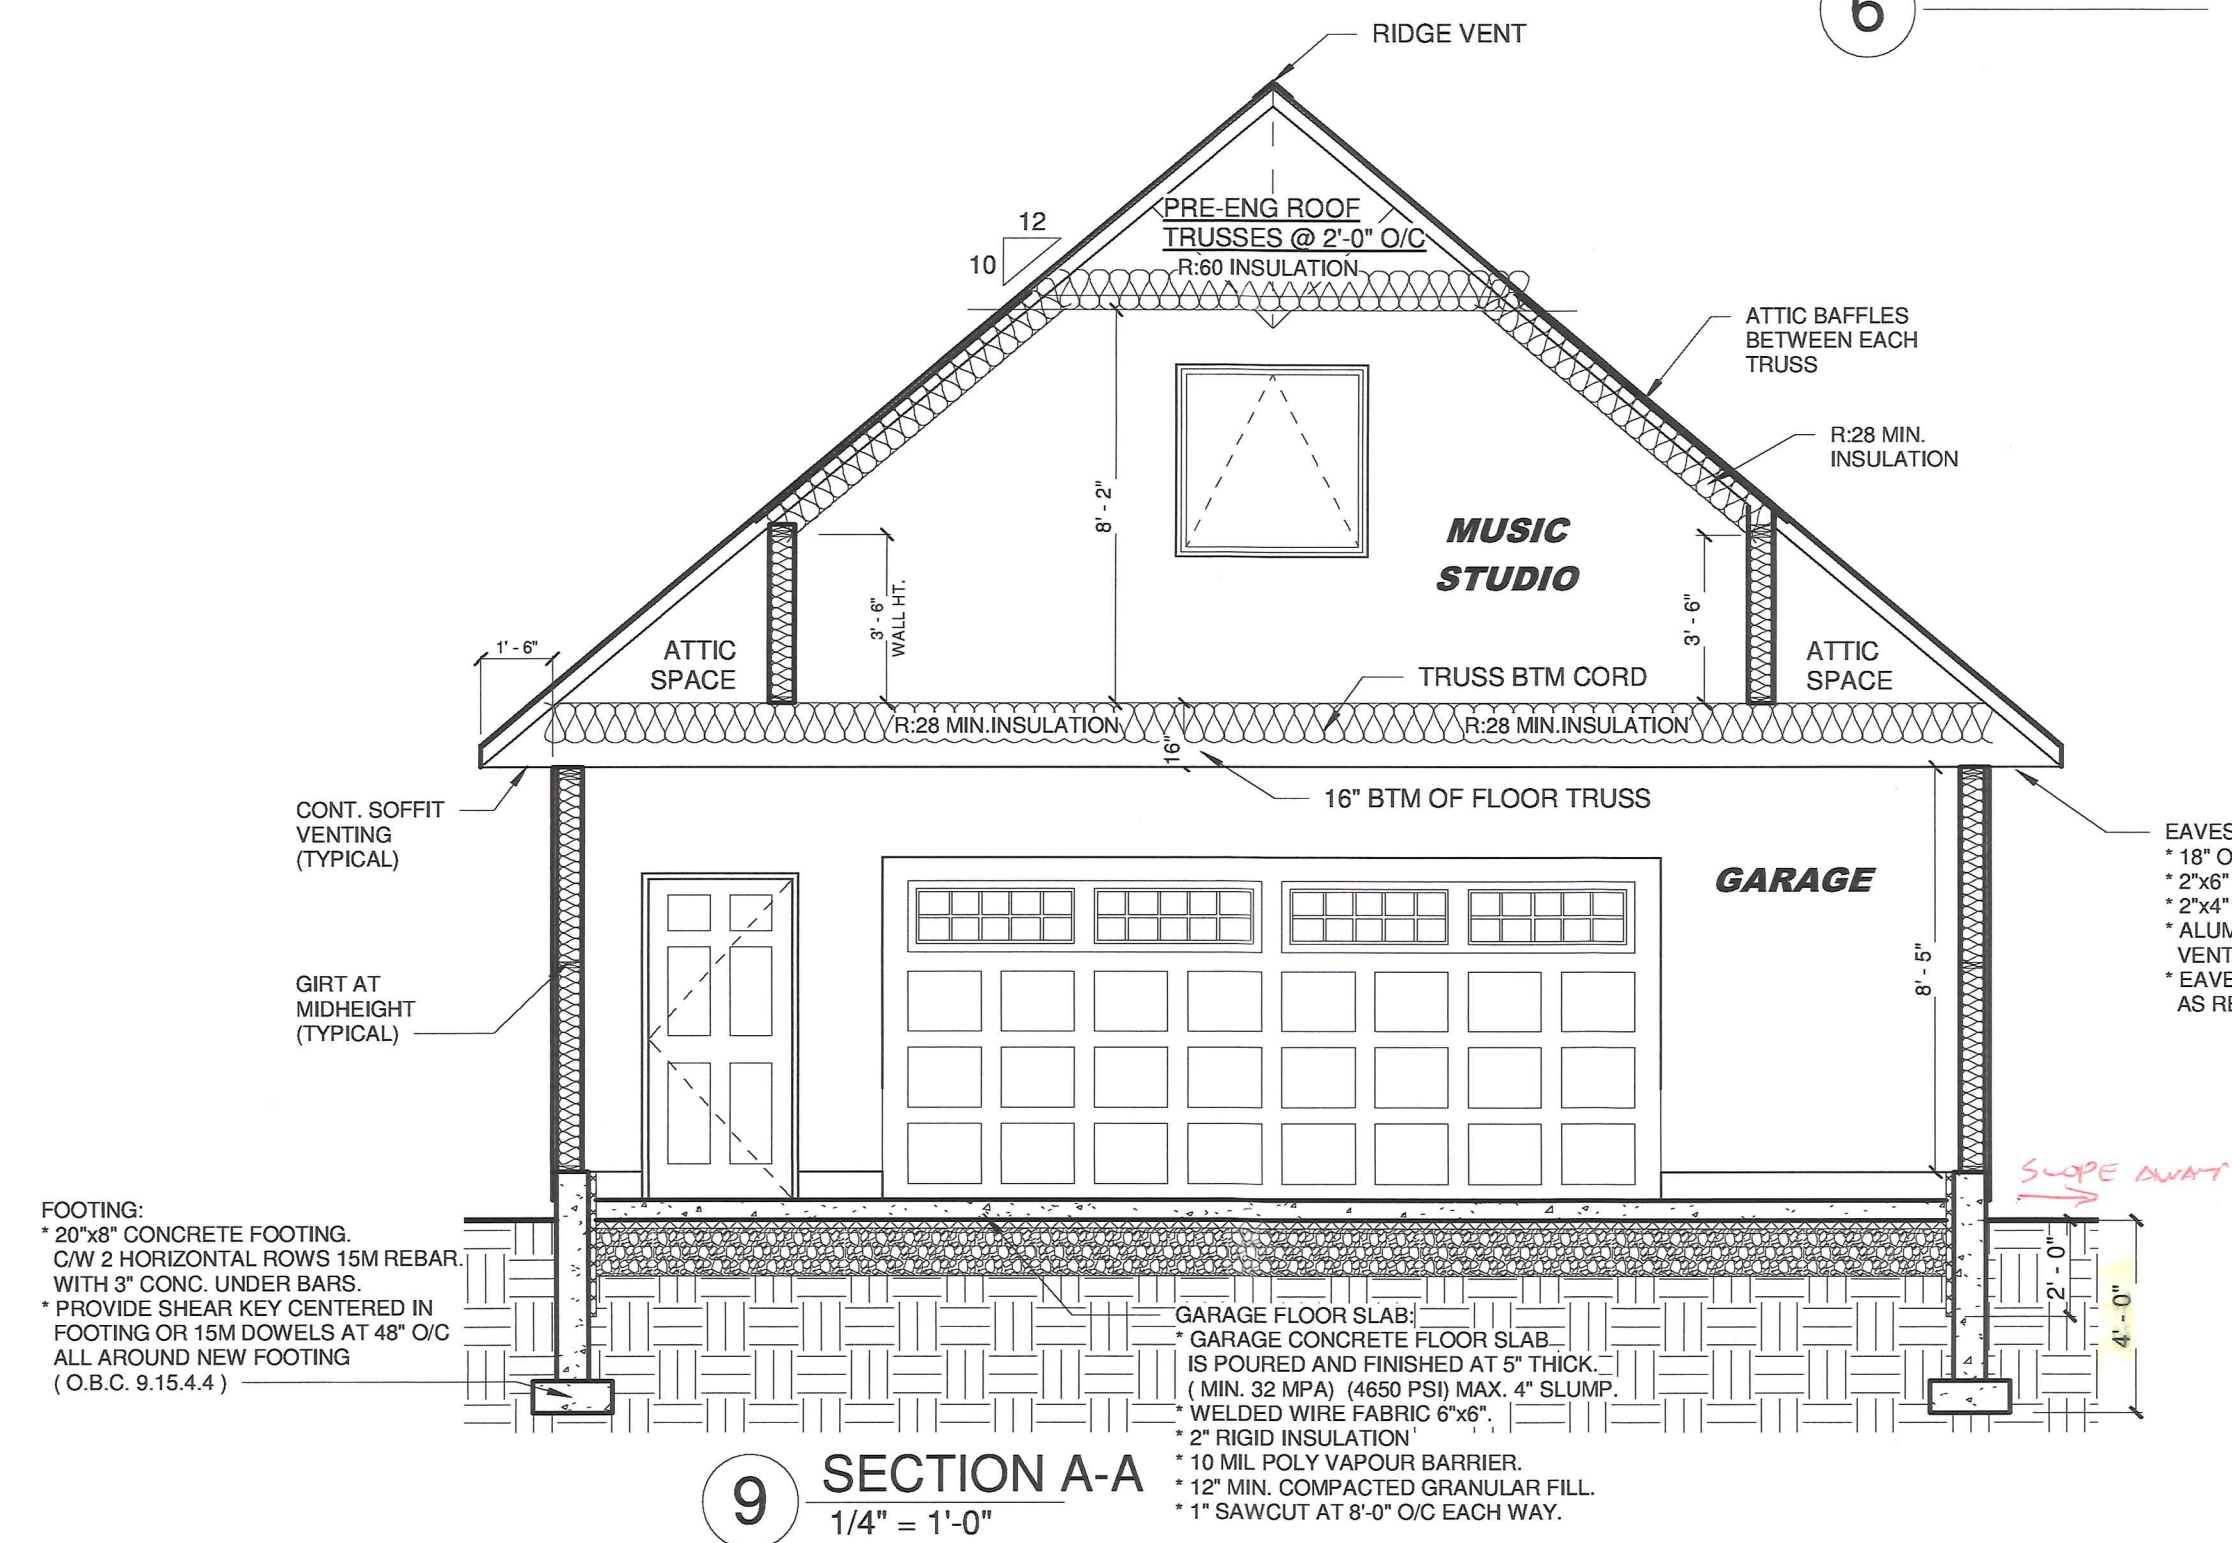 6
RIDGE VENT
12
10
PRE-ENG ROOF
TRUSSES @ 2'-0" O/C
R:60 INSULATION
ATTIC BAFFLES
BETWEEN EACH
TRUSS
R:28 MIN.
INSULATION
8' - 2"
MUSIC
STUDIO
3' - 6"
WALL HT.
3' - 6"
1' - 6"
ATTIC
SPACE
ATTIC
SPACE
TRUSS BTM CORD
R:28 MIN.INSULATION
R:28 MIN.INSULATION
16"
16" BTM OF FLOOR TRUSS
CONT. SOFFIT
VENTING
(TYPICAL)
EAVES
* 18" O
* 2"x6"
* 2"x4"
* ALUM
VENT
* EAVE
AS RE
GARAGE
8' - 5"
GIRT AT
MIDHEIGHT
(TYPICAL)
SLOPE AWAY
FOOTING:
* 20"x8" CONCRETE FOOTING.
C/W 2 HORIZONTAL ROWS 15M REBAR.
WITH 3" CONC. UNDER BARS.
* PROVIDE SHEAR KEY CENTERED IN
FOOTING OR 15M DOWELS AT 48" O/C
ALL AROUND NEW FOOTING
( O.B.C. 9.15.4.4 )
2' - 0"
4' - 0"
GARAGE FLOOR SLAB:
* GARAGE CONCRETE FLOOR SLAB
IS POURED AND FINISHED AT 5" THICK.
( MIN. 32 MPA) (4650 PSI) MAX. 4" SLUMP.
* WELDED WIRE FABRIC 6"x6".
* 2" RIGID INSULATION
* 10 MIL POLY VAPOUR BARRIER.
* 12" MIN. COMPACTED GRANULAR FILL.
* 1" SAWCUT AT 8'-0" O/C EACH WAY.
9
SECTION A-A
1/4" = 1'-0"